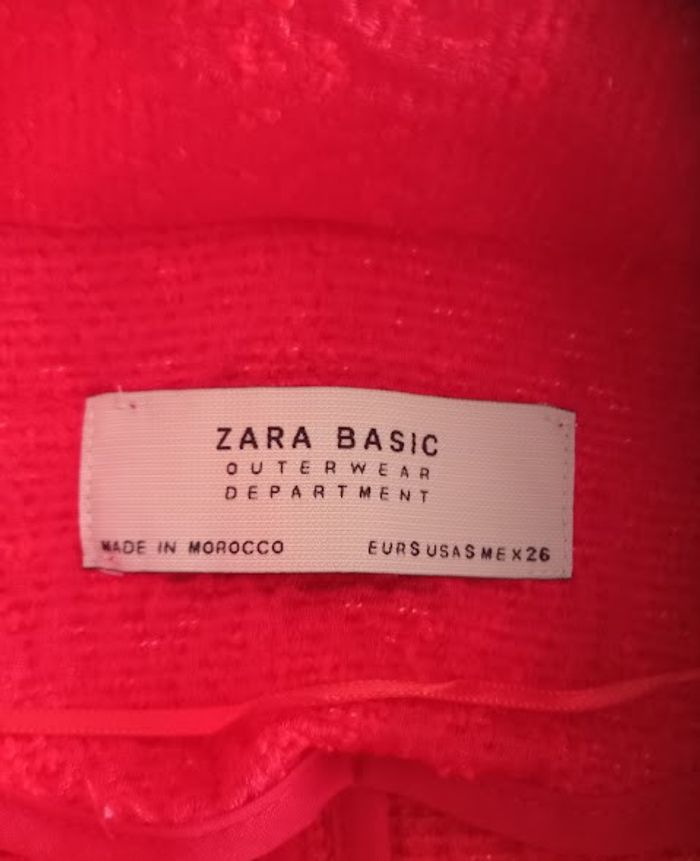 ZARA BASIC
OUTERWEAR
DEPARTMENT
MADE IN MOROCCO EUR S USA S MEX 26